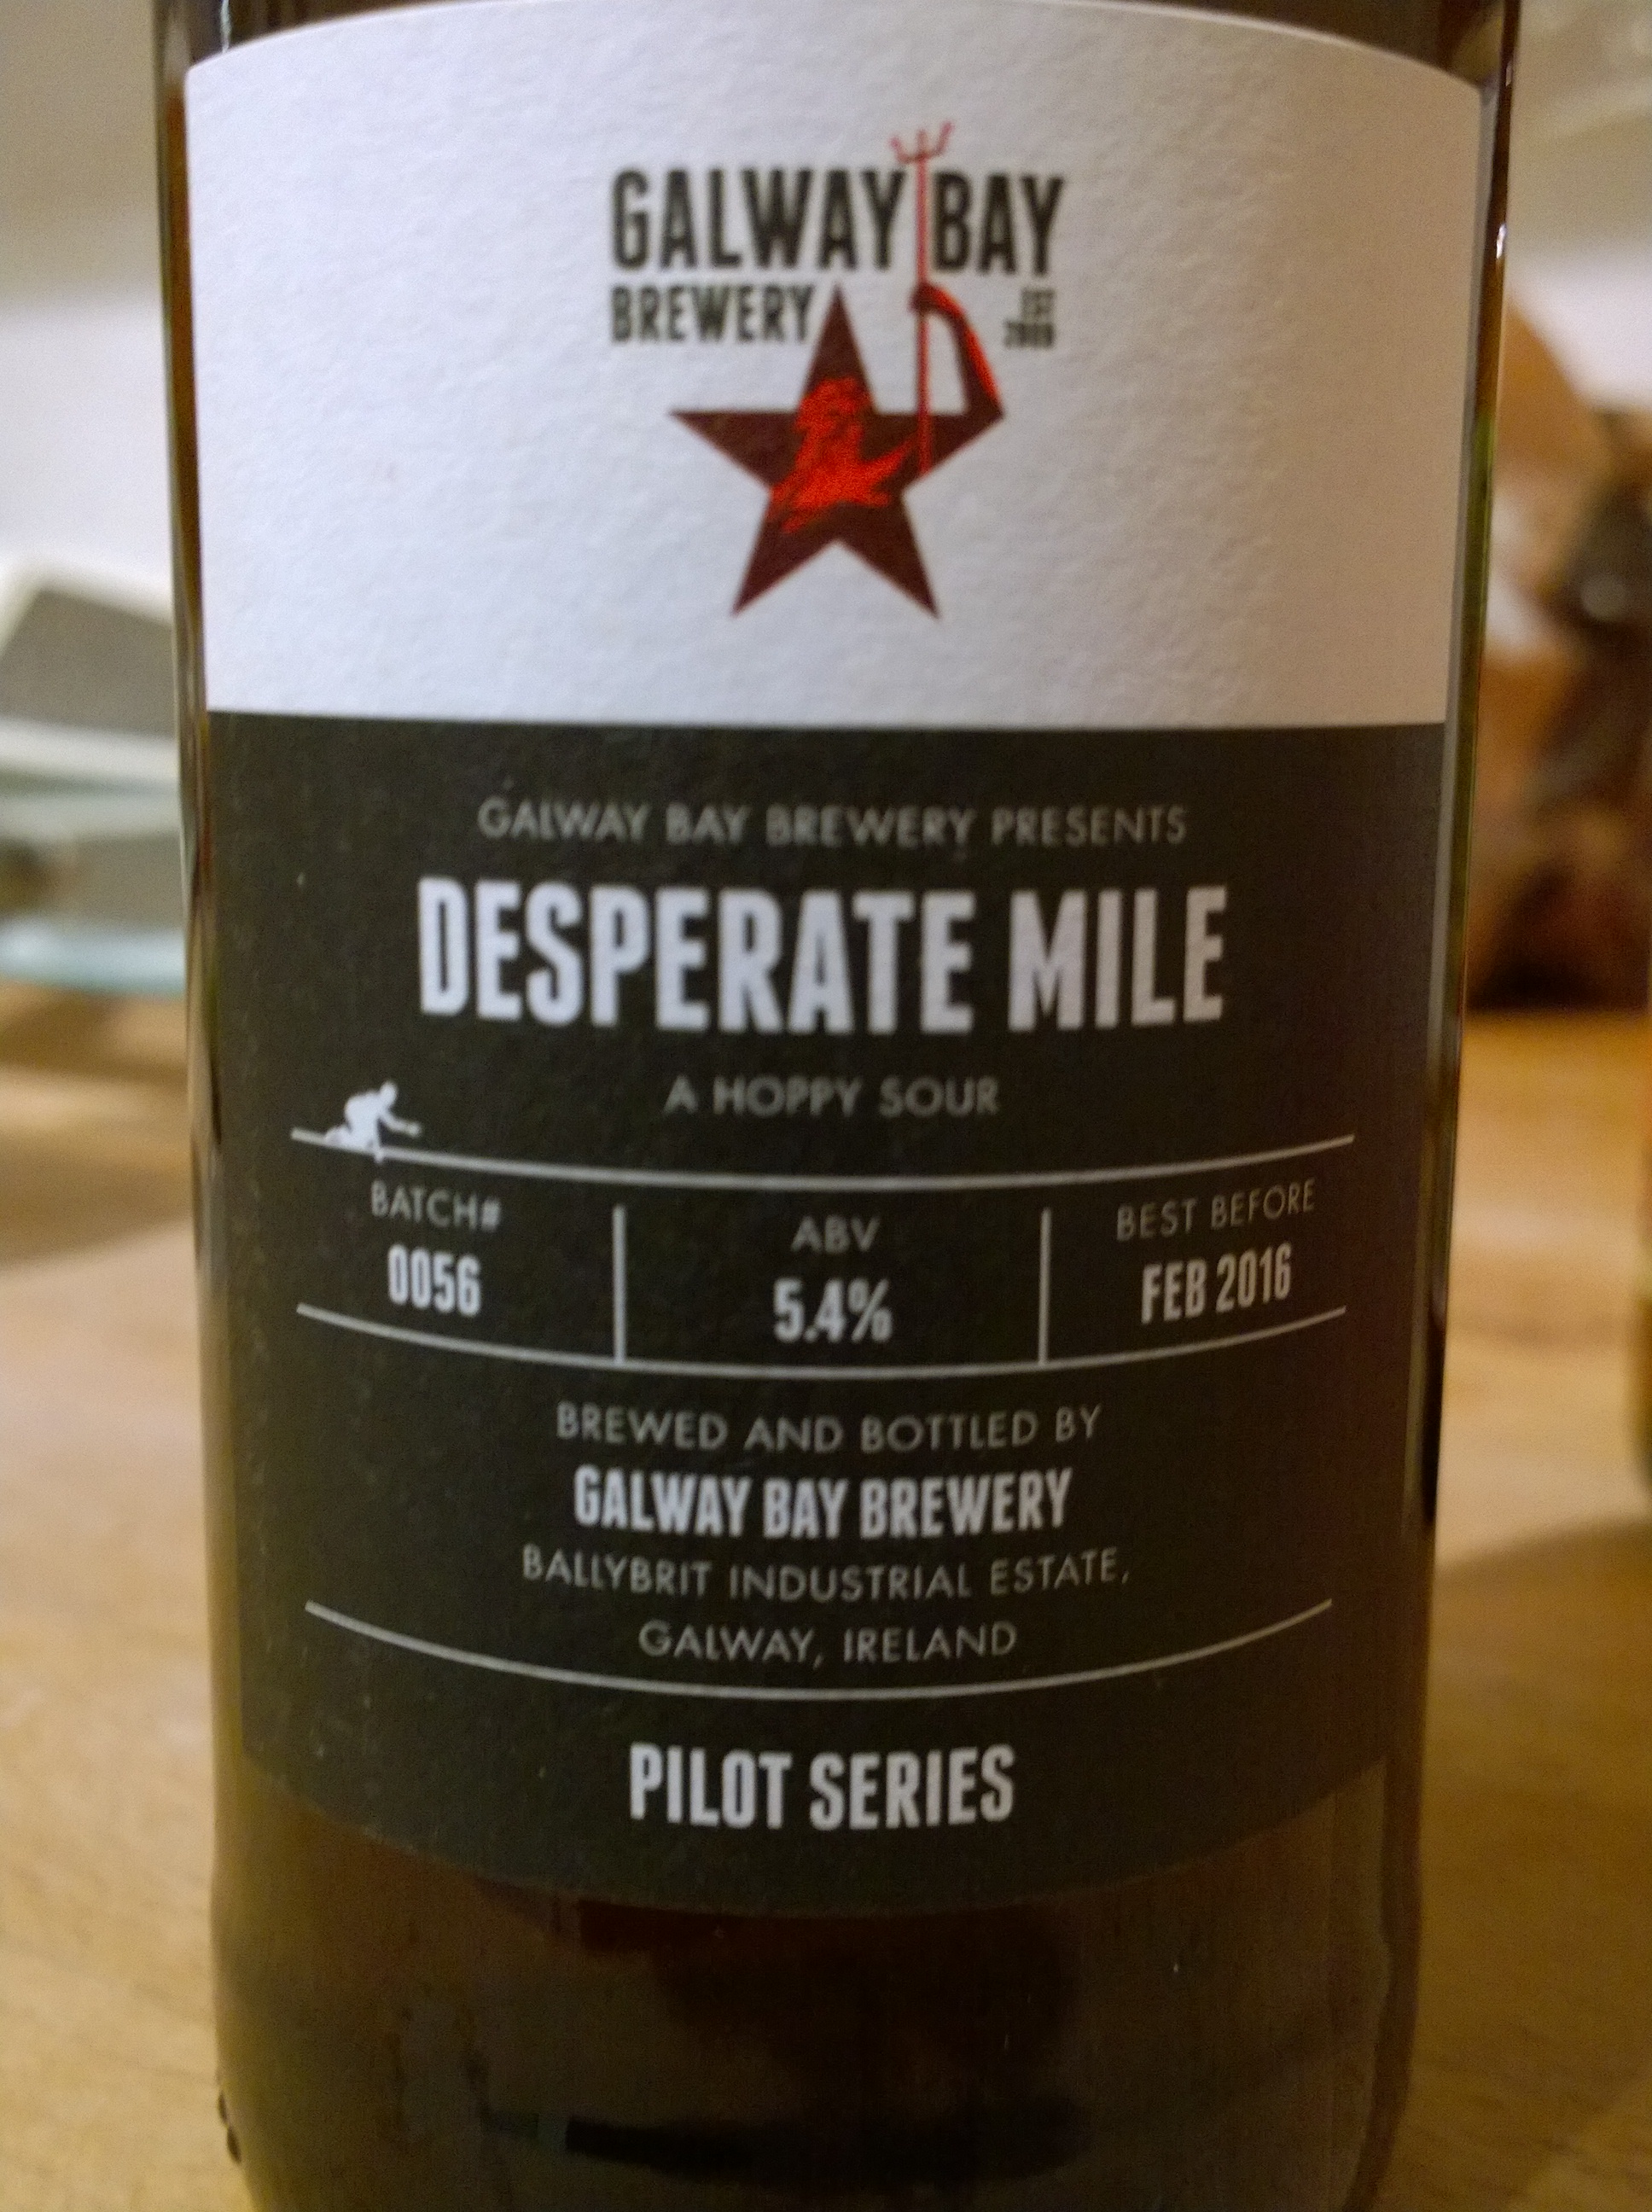 GALWAY BAY
BREWERY
EST
2009
GALWAY BAY BREWERY PRESENTS
DESPERATE MILE
A HOPPY SOUR
BATCH#
0056
ABV
5.4%
BEST BEFORE
FEB 2016
BREWED AND BOTTLED BY
GALWAY BAY BREWERY
BALLYBRIT INDUSTRIAL ESTATE,
GALWAY, IRELAND
PILOT SERIES